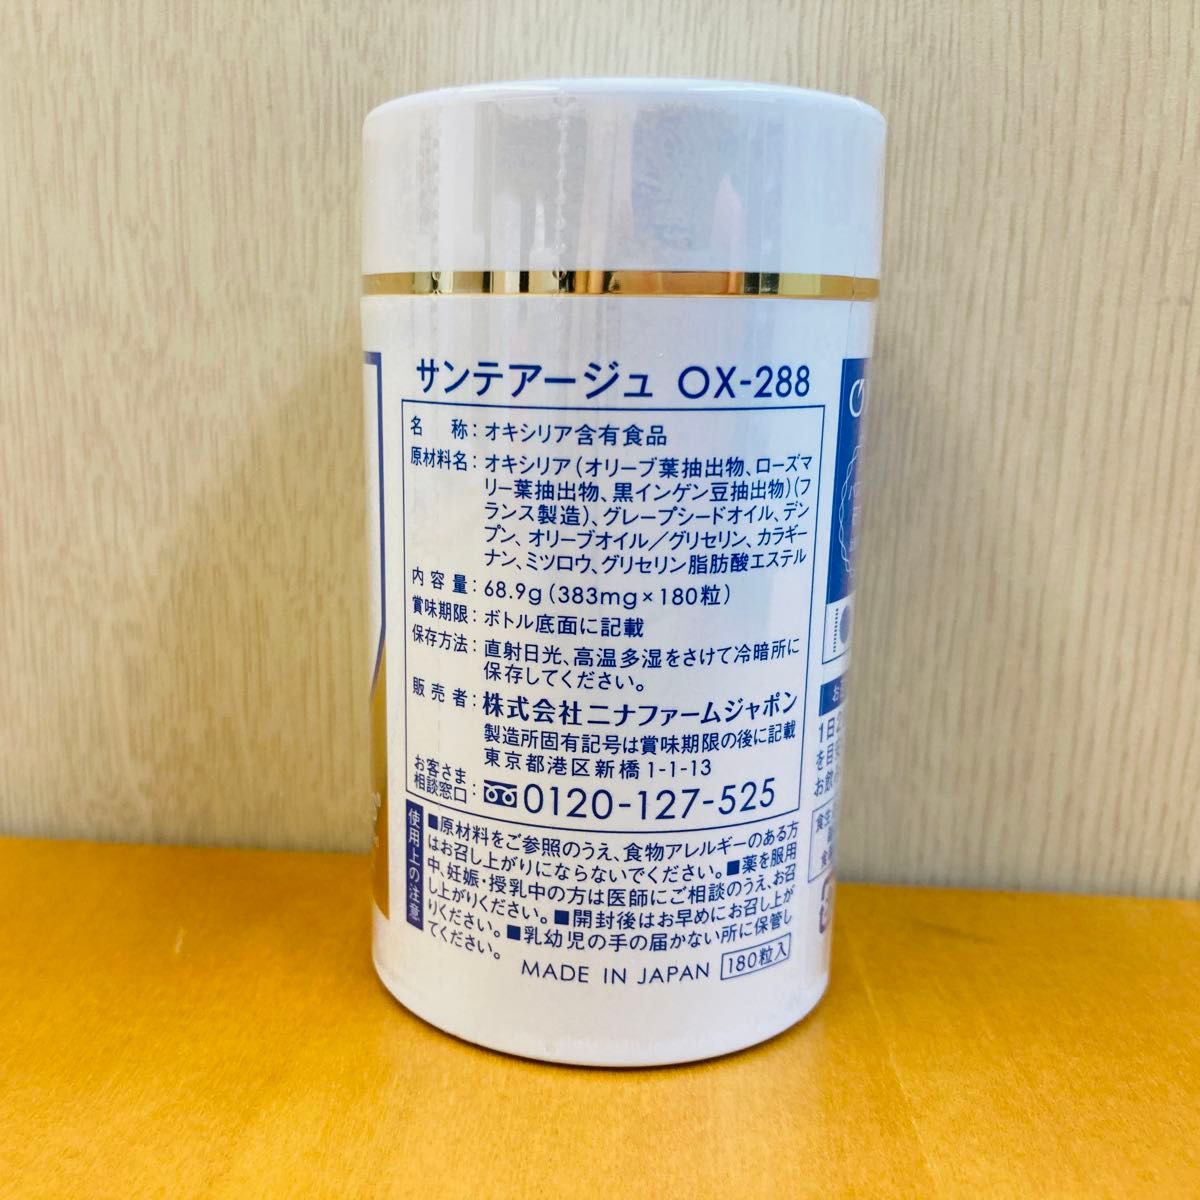 サンテアージュ OX-288
名称：オキシリア含有食品
原材料名：オキシリア（オリーブ葉抽出物、ローズマ
リー葉抽出物、黒インゲン豆抽出物）（フ
ランス製造）、グレープシードオイル、デン
プン、オリーブオイル／グリセリン、カラギー
ナン、ミツロウ、グリセリン脂肪酸エステル
内容量：68.9g（383mg×180粒）
賞味期限：ボトル底面に記載
保存方法：直射日光、高温多湿をさけて冷暗所に
保存してください。
販売者：株式会社ニナファームジャポン
製造所固有記号は賞味期限の後に記載
東京都港区新橋1-1-13
お客さま
相談窓口：0120-127-525
使用上の注意
■原材料をご参照のうえ、食物アレルギーのある方
はお召し上がりにならないでください。■薬を服用
中、妊娠・授乳中の方は医師にご相談のうえ、お召
し上がりください。■開封後はお早めにお召し上が
りください。■乳幼児の手の届かない所に保管し
てください。
MADE IN JAPAN 180粒入
1日2
を目
お飲